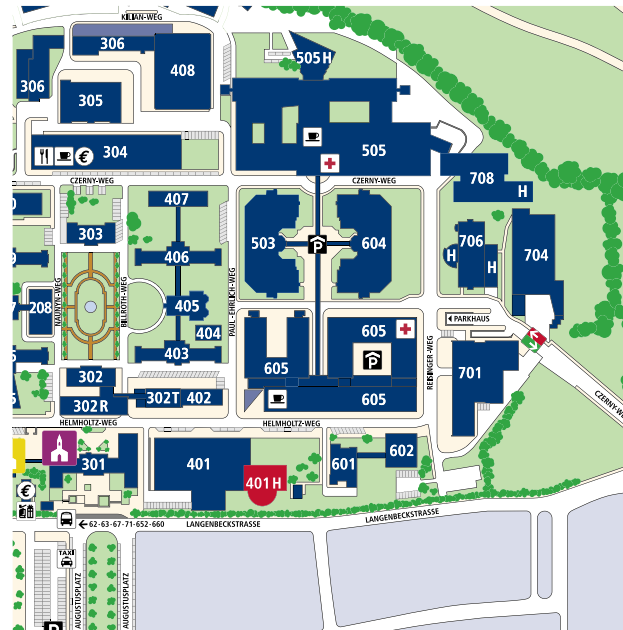 KILIAN-WEG
306
408
505 H
306
305
304
€
505
CZERNY-WEG
CZERNY-WEG
708
H
407
303
503
604
P
406
706
H
H
704
NAUNYN-WEG
BILLROTH-WEG
PAUL-EHRLICH-WEG
208
405
404
403
PARKHAUS
605
605
P
REISINGER-WEG
701
302
302 R
302T
402
605
CZERNY-W
HELMHOLTZ-WEG
HELMHOLTZ-WEG
301
401
401 H
601
602
€
62-63-67-71-652-660
LANGENBECKSTRASSE
LANGENBECKSTRASSE
TAXI
AUGUSTUSPLATZ
AUGUSTUSPLATZ
P